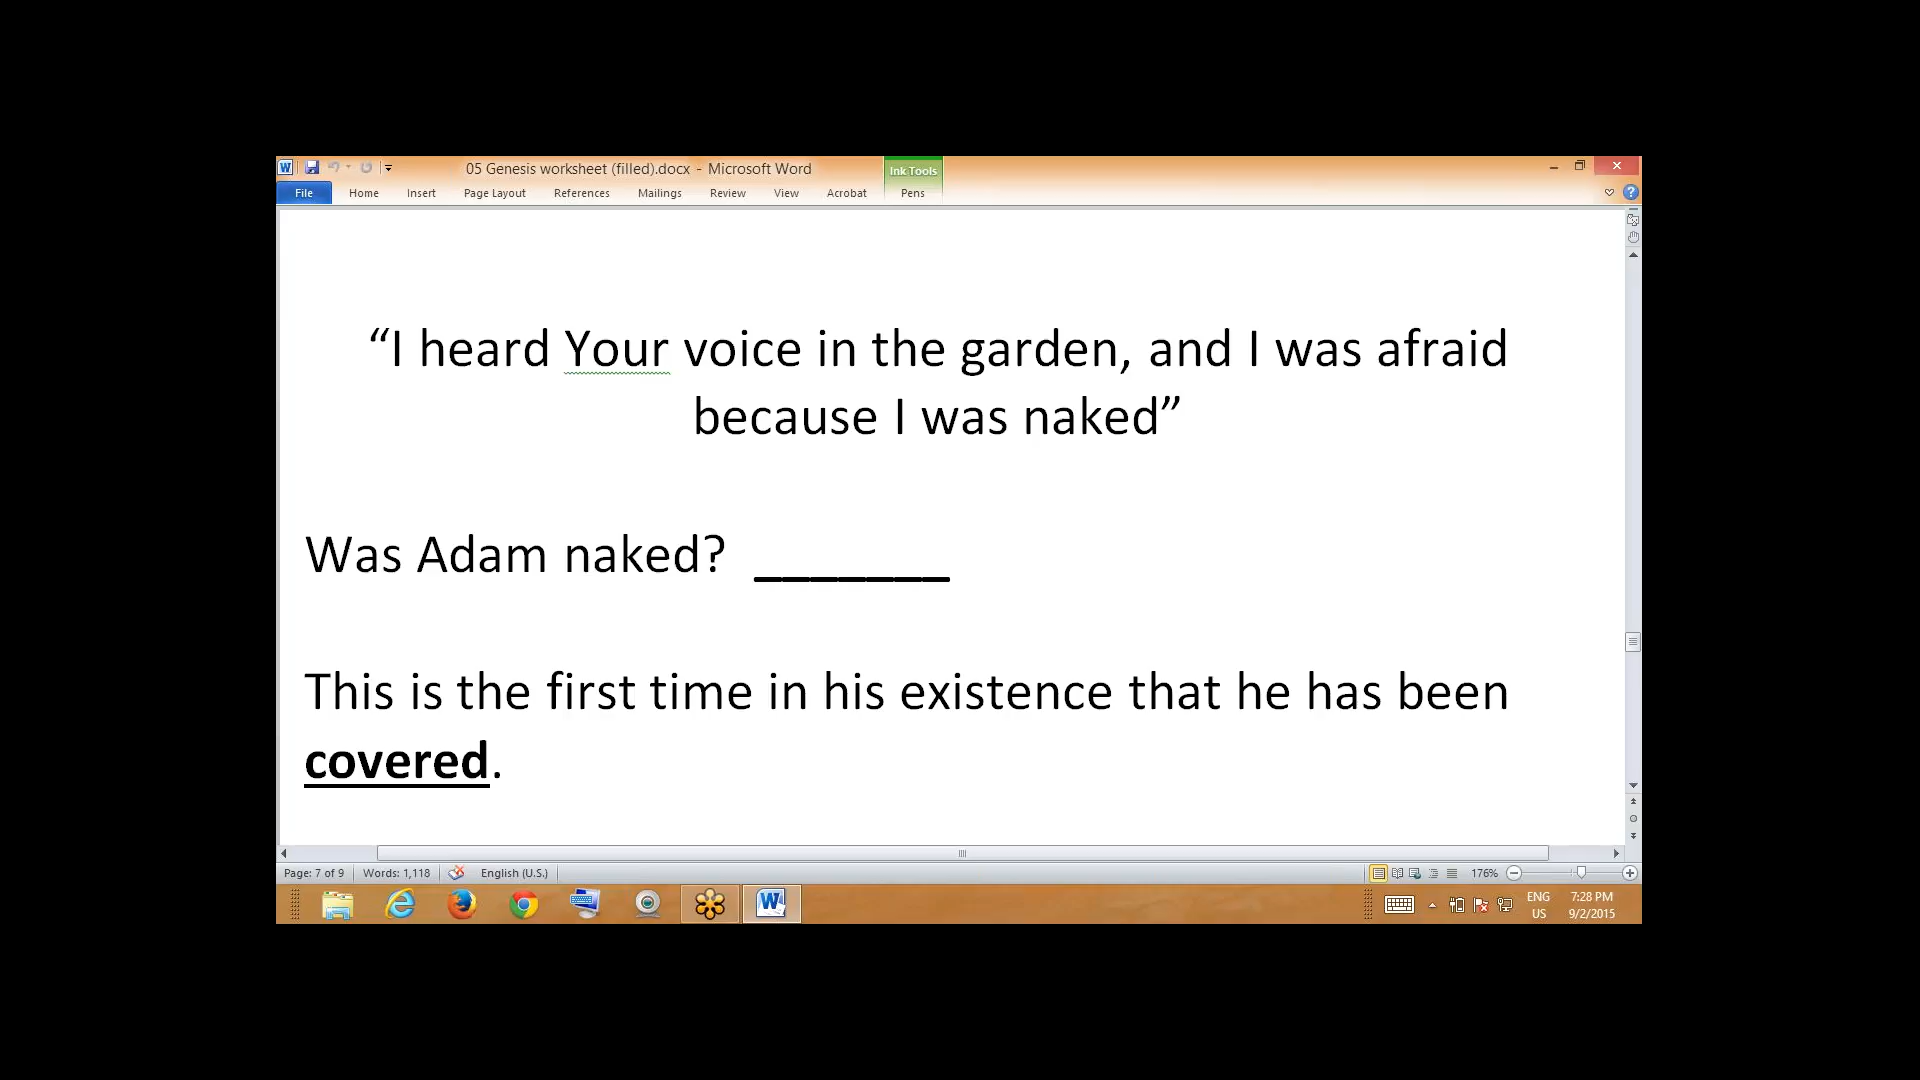 05 Genesis worksheet (filled).docx - Microsoft Word
Ink Tools
File Home Insert Page Layout References Mailings Review View Acrobat Pens
“I heard Your voice in the garden, and I was afraid
because I was naked”
Was Adam naked? _______
This is the first time in his existence that he has been
covered.
Page: 7 of 9 Words: 1,118 English (U.S.) 176%
ENG 7:28 PM
US 9/2/2015